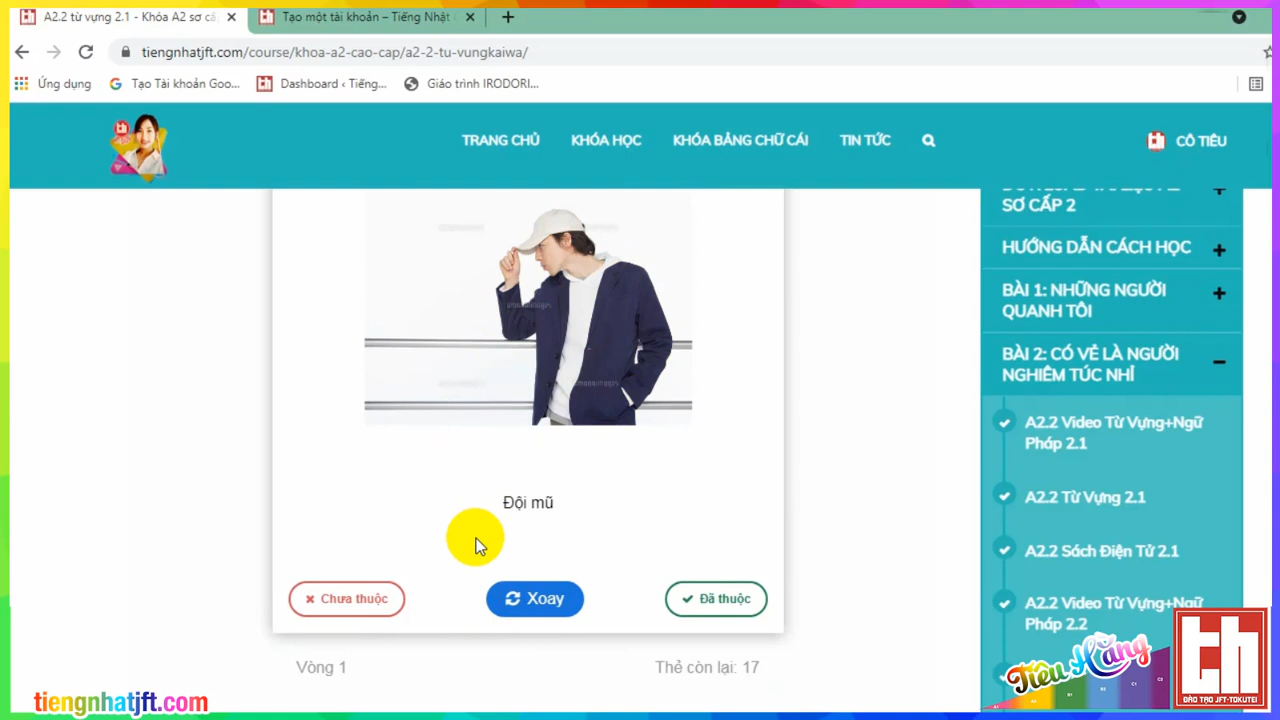 A2.2 từ vựng 2.1 - Khóa A2 sơ cấ
Tạo một tài khoản – Tiếng Nhật
tiengnhatjft.com/course/khoa-a2-cao-cap/a2-2-tu-vungkaiwa/
Ứng dụng
Tạo Tài khoản Goo...
Dashboard ‹ Tiếng...
Giáo trình IRODORI...
TRANG CHỦ
KHÓA HỌC
KHÓA BẢNG CHỮ CÁI
TIN TỨC
CÔ TIÊU
SƠ CẤP 2
HƯỚNG DẪN CÁCH HỌC
BÀI 1: NHỮNG NGƯỜI
QUANH TÔI
BÀI 2: CÓ VẺ LÀ NGƯỜI
NGHIÊM TÚC NHỈ
A2.2 Video Từ Vựng+Ngữ
Pháp 2.1
A2.2 Từ Vựng 2.1
A2.2 Sách Điện Tử 2.1
A2.2 Video Từ Vựng+Ngữ
Pháp 2.2
Đội mũ
Chưa thuộc
Xoay
Đã thuộc
Vòng 1
Thẻ còn lại: 17
Tiêu Hằng
th
ĐÀO TẠO JFT-TOKUTEI
tiengnhatjft.com